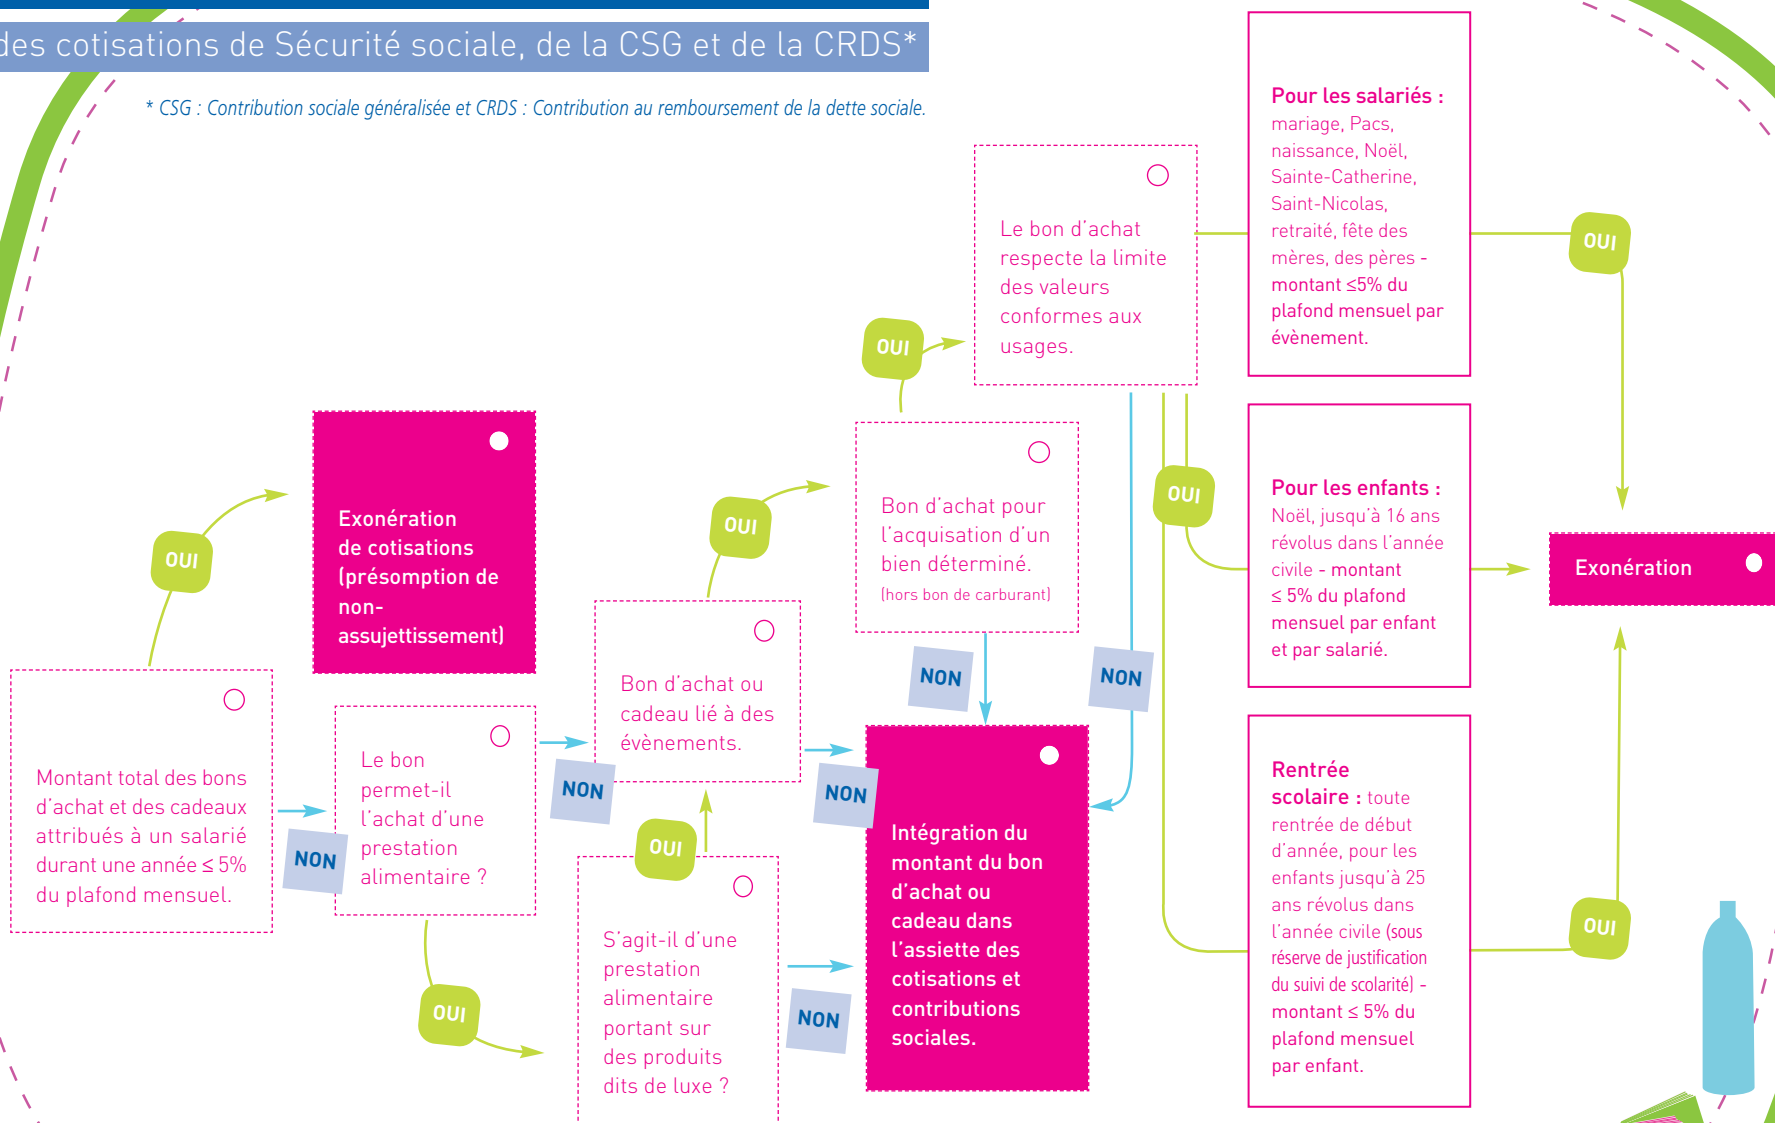 des cotisations de Sécurité sociale, de la CSG et de la CRDS*
* CSG : Contribution sociale généralisée et CRDS : Contribution au remboursement de la dette sociale.
Montant total des bons
d'achat et des cadeaux
attribués à un salarié
durant une année ≤ 5%
du plafond mensuel.
OUI
Exonération
de cotisations
(présomption de
non-
assujettissement)
NON
Le bon
permet-il
l'achat d'une
prestation
alimentaire ?
OUI
S'agit-il d'une
prestation
alimentaire
portant sur
des produits
dits de luxe ?
NON
OUI
NON
Bon d'achat ou
cadeau lié à des
évènements.
NON
OUI
Bon d'achat pour
l'acquisation d'un
bien déterminé.
(hors bon de carburant)
NON
Intégration du
montant du bon
d'achat ou
cadeau dans
l'assiette des
cotisations et
contributions
sociales.
OUI
Le bon d'achat
respecte la limite
des valeurs
conformes aux
usages.
NON
OUI
Pour les salariés :
mariage, Pacs,
naissance, Noël,
Sainte-Catherine,
Saint-Nicolas,
retraité, fête des
mères, des pères -
montant ≤5% du
plafond mensuel par
évènement.
OUI
Pour les enfants :
Noël, jusqu'à 16 ans
révolus dans l'année
civile - montant
≤ 5% du plafond
mensuel par enfant
et par salarié.
Rentrée
scolaire : toute
rentrée de début
d'année, pour les
enfants jusqu'à 25
ans révolus dans
l'année civile (sous
réserve de justification
du suivi de scolarité) -
montant ≤ 5% du
plafond mensuel
par enfant.
OUI
Exonération